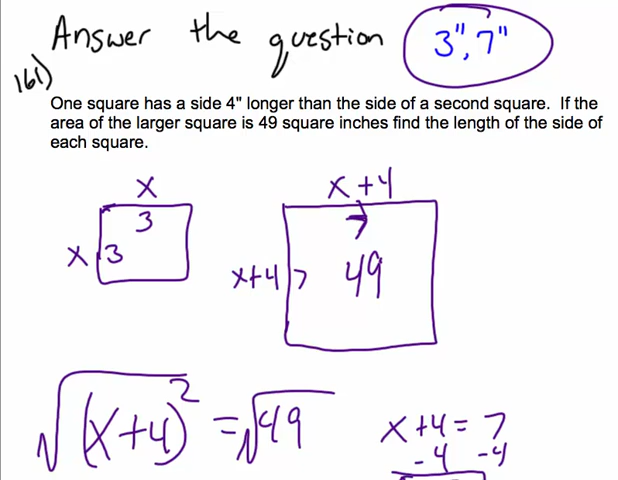 Answer the question 3", 7"
161)
One square has a side 4" longer than the side of a second square. If the
area of the larger square is 49 square inches find the length of the side of
each square.
x
x+4
3
7
x 3
x+4 7
49
√(x+4)² = √49
x+4 = 7
-4 -4